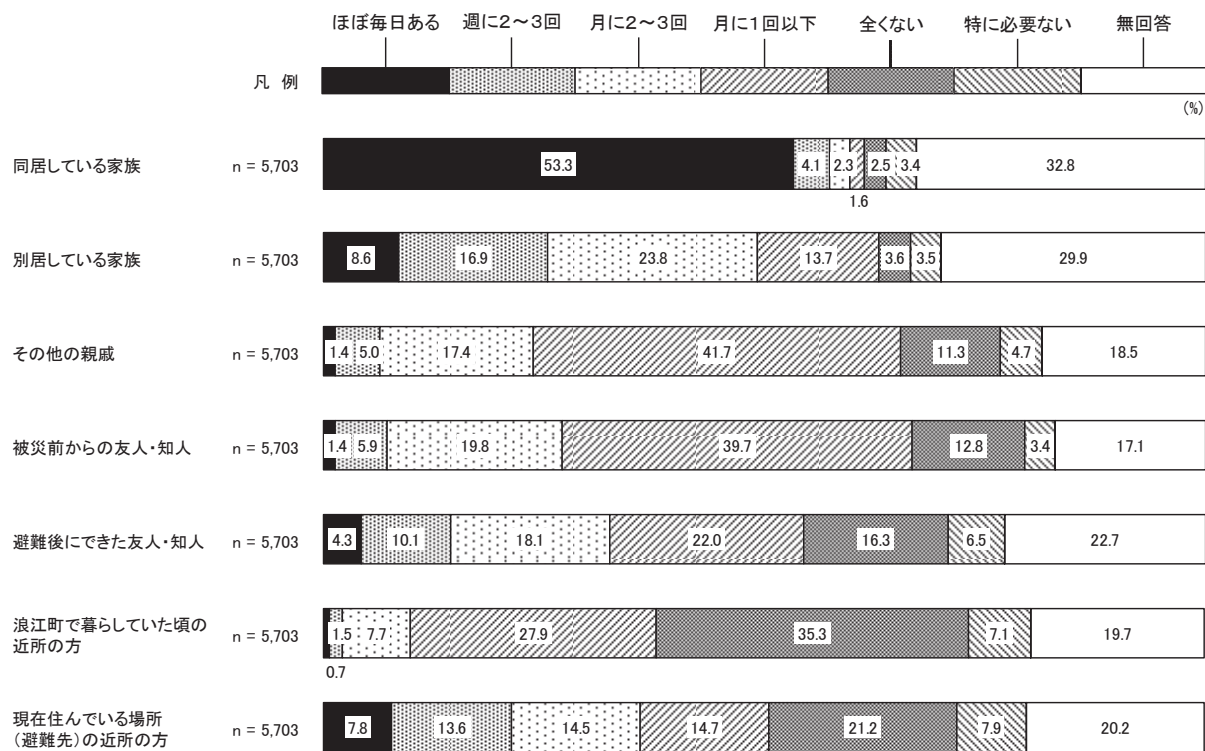 ほぼ毎日ある 週に2~3回 月に2~3回 月に1回以下 全くない 特に必要ない 無回答
凡 例
(%)
同居している家族 n = 5,703 53.3 4.1 2.3 2.5 3.4 32.8
1.6
別居している家族 n = 5,703 8.6 16.9 23.8 13.7 3.6 3.5 29.9
その他の親戚 n = 5,703 1.4 5.0 17.4 41.7 11.3 4.7 18.5
被災前からの友人・知人 n = 5,703 1.4 5.9 19.8 39.7 12.8 3.4 17.1
避難後にできた友人・知人 n = 5,703 4.3 10.1 18.1 22.0 16.3 6.5 22.7
浪江町で暮らしていた頃の
近所の方 n = 5,703 1.5 7.7 27.9 35.3 7.1 19.7
0.7
現在住んでいる場所
(避難先)の近所の方 n = 5,703 7.8 13.6 14.5 14.7 21.2 7.9 20.2